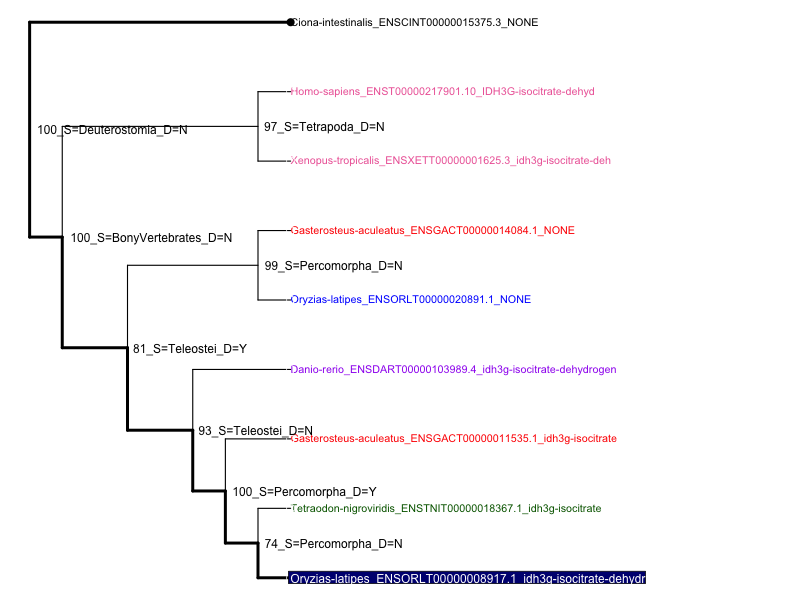 Ciona-intestinalis_ENSCINT00000015375.3_NONE
Homo-sapiens_ENST00000217901.10_IDH3G-isocitrate-dehyd
100_S=Deuterostomia_D=N
97_S=Tetrapoda_D=N
Xenopus-tropicalis_ENSXETT00000001625.3_idh3g-isocitrate-deh
Gasterosteus-aculeatus_ENSGACT00000014084.1_NONE
100_S=BonyVertebrates_D=N
99_S=Percomorpha_D=N
Oryzias-latipes_ENSORLT00000020891.1_NONE
81_S=Teleostei_D=Y
Danio-rerio_ENSDART00000103989.4_idh3g-isocitrate-dehydrogen
93_S=Teleostei_D=N
Gasterosteus-aculeatus_ENSGACT00000011535.1_idh3g-isocitrate
100_S=Percomorpha_D=Y
Tetraodon-nigroviridis_ENSTNIT00000018367.1_idh3g-isocitrate
74_S=Percomorpha_D=N
Oryzias-latipes_ENSORLT00000008917.1_idh3g-isocitrate-dehydr